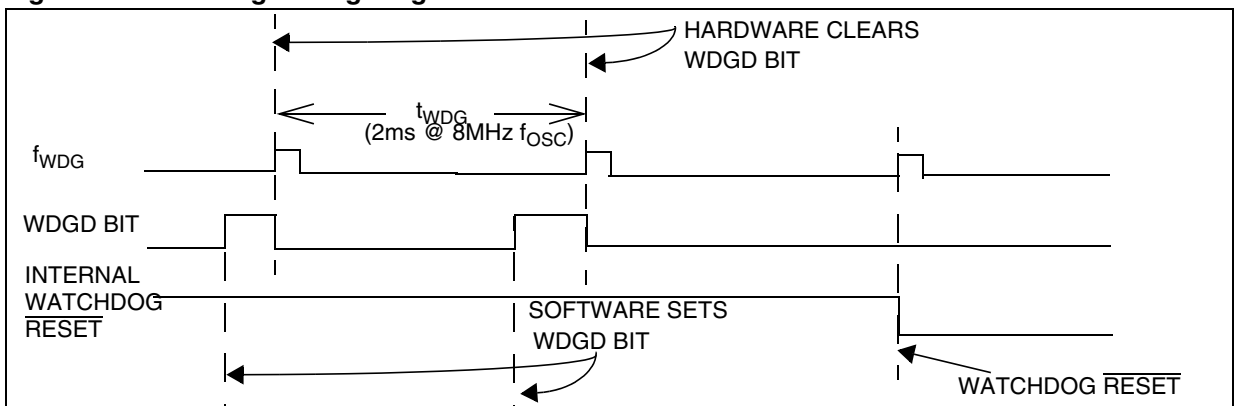 HARDWARE CLEARS
WDGD BIT
tWDG
(2ms @ 8MHz fOSC)
fWDG
WDGD BIT
INTERNAL
WATCHDOG
RESET
SOFTWARE SETS
WDGD BIT
WATCHDOG RESET